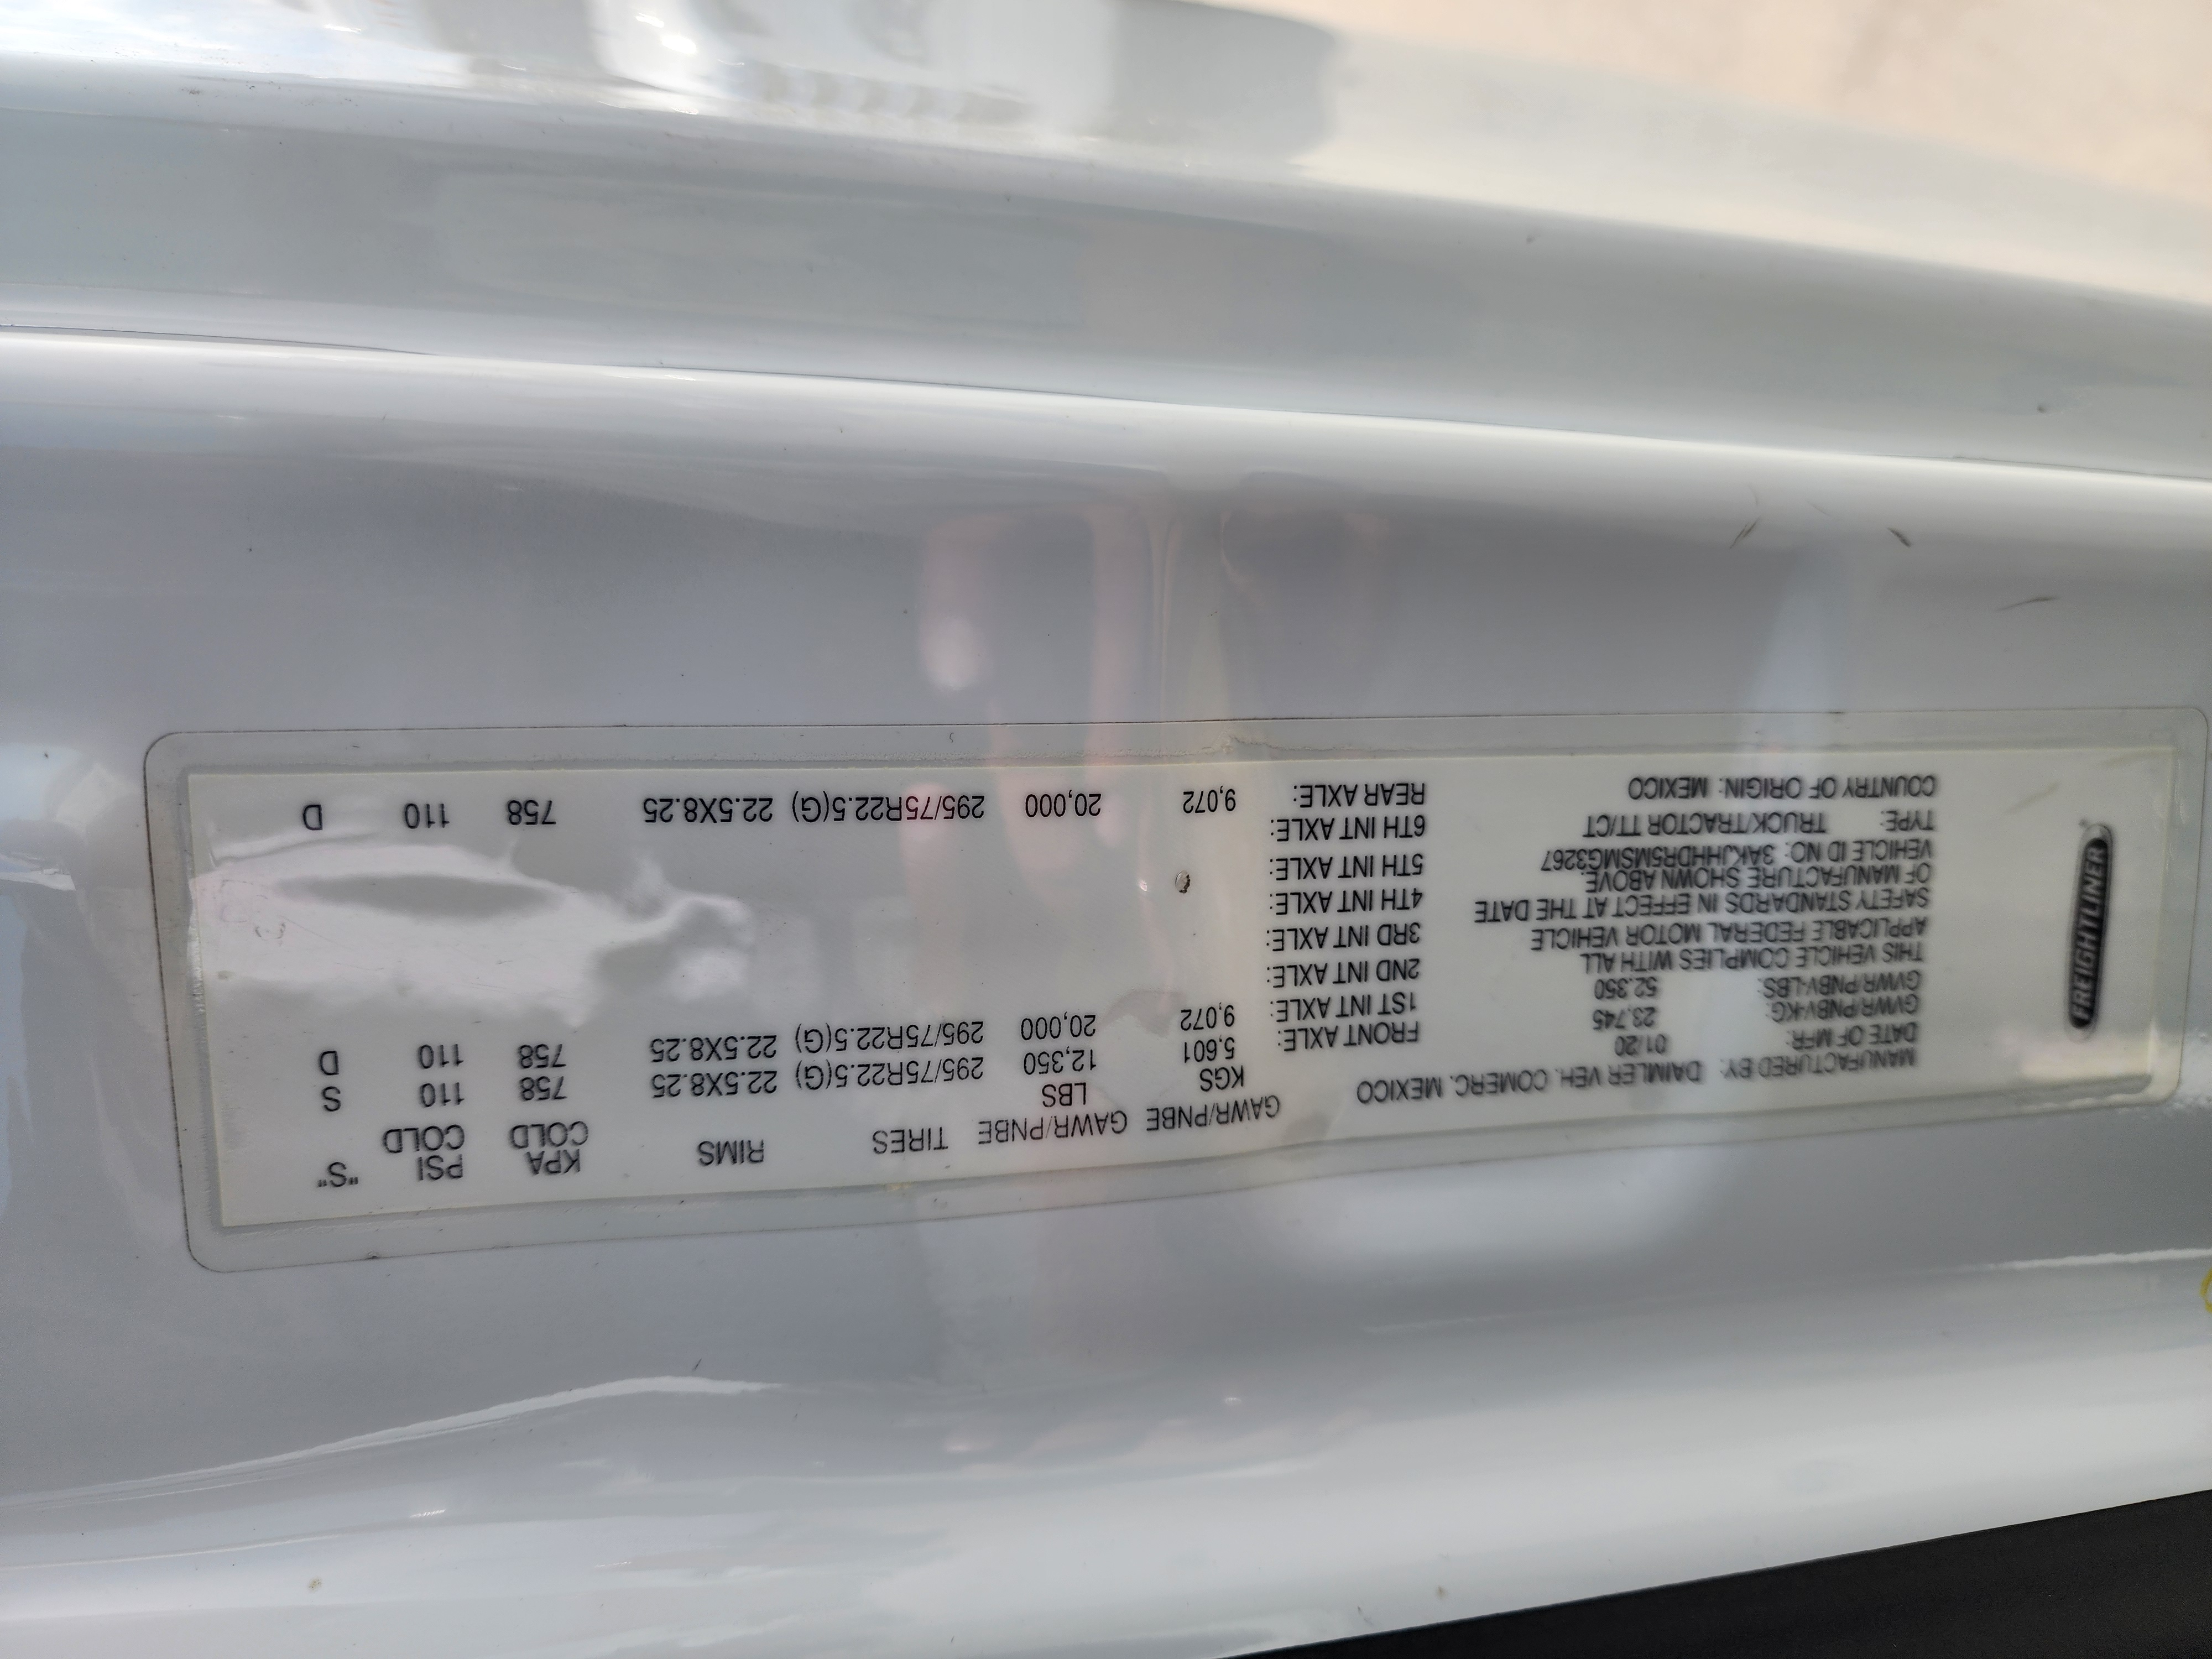 FREIGHTLINER
MANUFACTURED BY: DAIMLER VEH. COMERC. MEXICO
DATE OF MFR: 01/20
GVWR/PNBV-KG: 23,745
GVWR/PNBV-LBS: 52,350
THIS VEHICLE COMPLIES WITH ALL
APPLICABLE FEDERAL MOTOR VEHICLE
SAFETY STANDARDS IN EFFECT AT THE DATE
OF MANUFACTURE SHOWN ABOVE.
VEHICLE ID NO: 3AKJHHDR5MSMG3267
TYPE: TRUCK/TRACTOR TT/CT
COUNTRY OF ORIGIN: MEXICO
GAWR/PNBE GAWR/PNBE TIRES RIMS KPA PSI "S"
KGS LBS COLD COLD
FRONT AXLE: 5,601 12,350 295/75R22.5(G) 22.5X8.25 758 110 S
1ST INT AXLE: 9,072 20,000 295/75R22.5(G) 22.5X8.25 758 110 D
2ND INT AXLE:
3RD INT AXLE:
4TH INT AXLE:
5TH INT AXLE:
6TH INT AXLE:
REAR AXLE: 9,072 20,000 295/75R22.5(G) 22.5X8.25 758 110 D